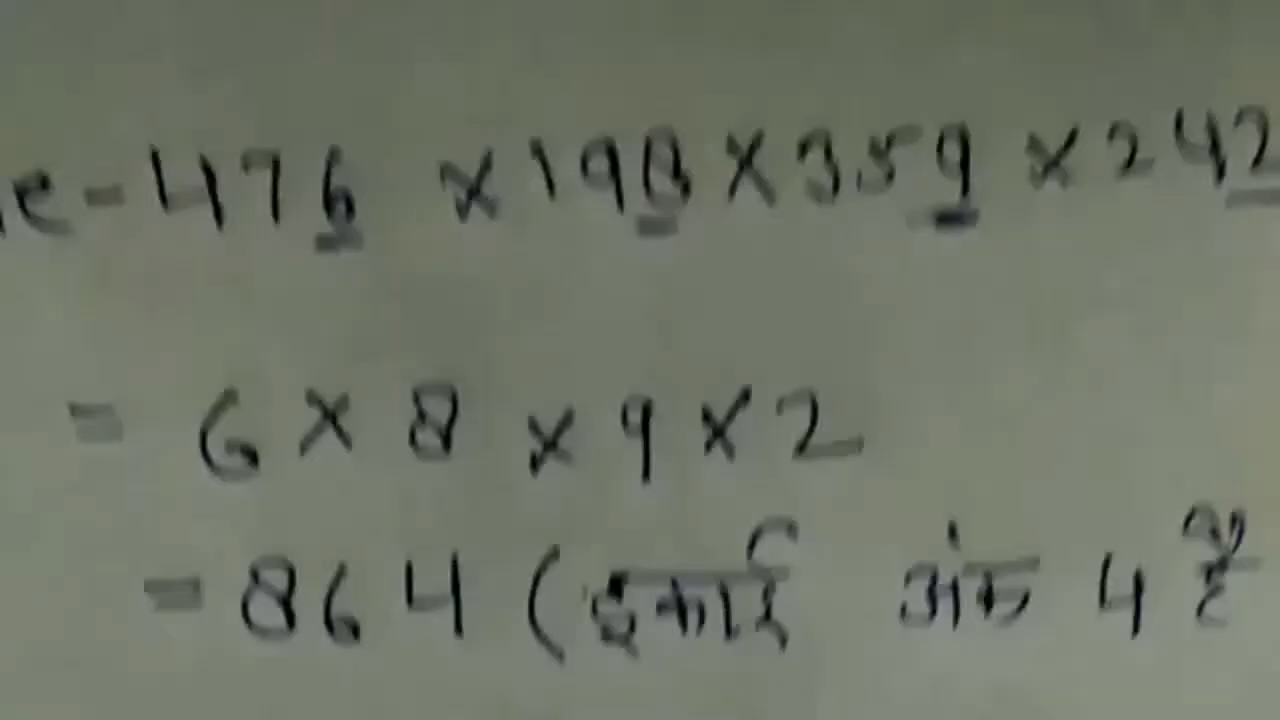 e - 476 × 198 × 359 × 242
= 6 × 8 × 9 × 2
= 864 (इकाई अंक 4 है